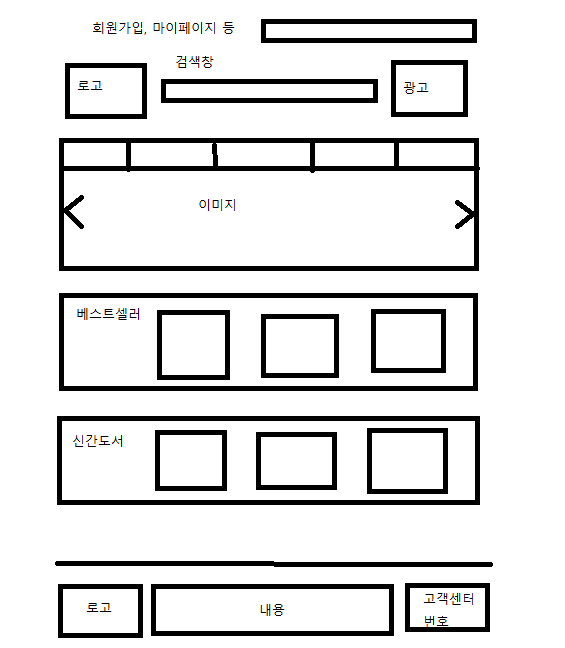 회원가입, 마이페이지 등
검색창
로고
광고
이미지
베스트셀러
신간도서
로고
내용
고객센터
번호